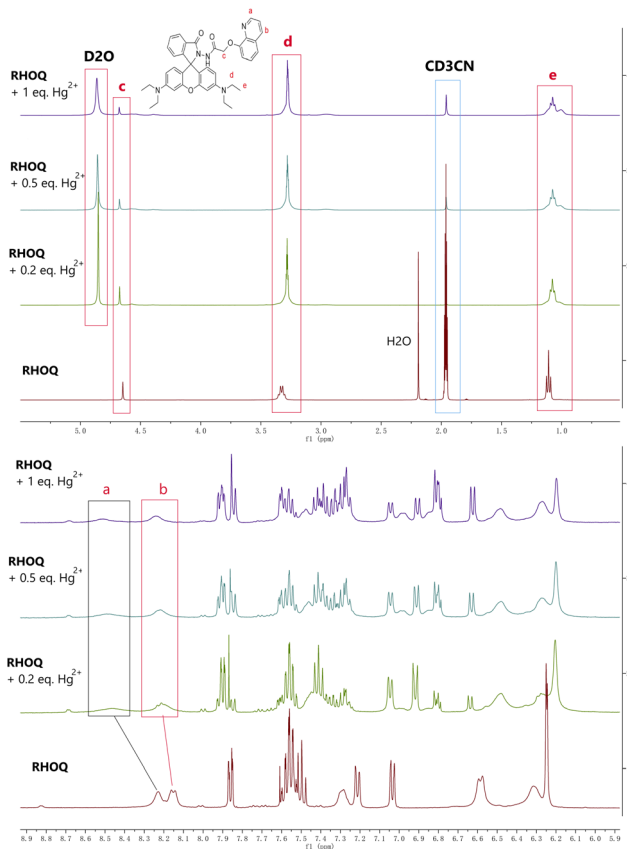 D2O
c
d
CD3CN
e
O
N
NH
O
O
c
N
a
b
N
O
N
d
e
RHOQ
+ 1 eq. Hg2+
RHOQ
+ 0.5 eq. Hg2+
RHOQ
+ 0.2 eq. Hg2+
RHOQ
H2O
5.0 4.5 4.0 3.5 3.0 2.5 2.0 1.5 1.0
f1 (ppm)
RHOQ
+ 1 eq. Hg2+
a
b
RHOQ
+ 0.5 eq. Hg2+
RHOQ
+ 0.2 eq. Hg2+
RHOQ
8.9 8.8 8.7 8.6 8.5 8.4 8.3 8.2 8.1 8.0 7.9 7.8 7.7 7.6 7.5 7.4 7.3 7.2 7.1 7.0 6.9 6.8 6.7 6.6 6.5 6.4 6.3 6.2 6.1 6.0 5.9
f1 (ppm)